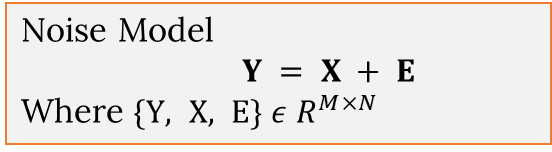 Noise Model
Y = X + E
Where {Y, X, E} ϵ R^{M×N}